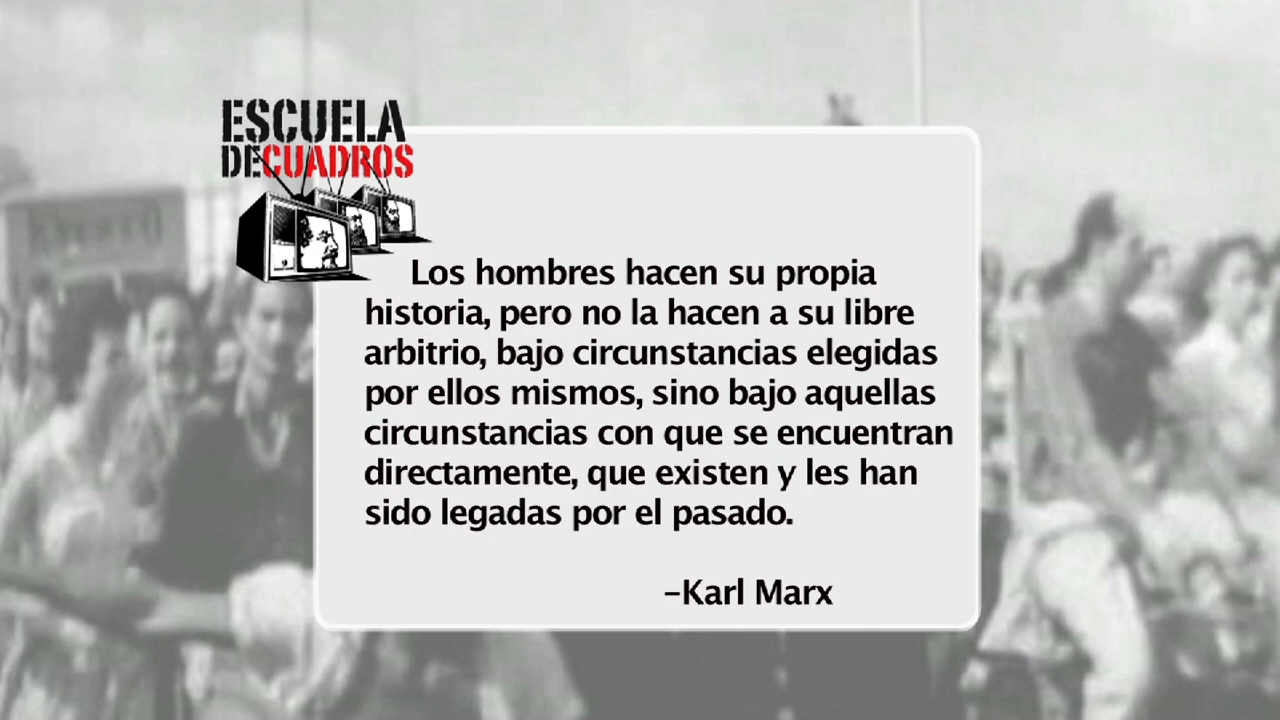 ESCUELA
DECUADROS
Los hombres hacen su propia
historia, pero no la hacen a su libre
arbitrio, bajo circunstancias elegidas
por ellos mismos, sino bajo aquellas
circunstancias con que se encuentran
directamente, que existen y les han
sido legadas por el pasado.
–Karl Marx